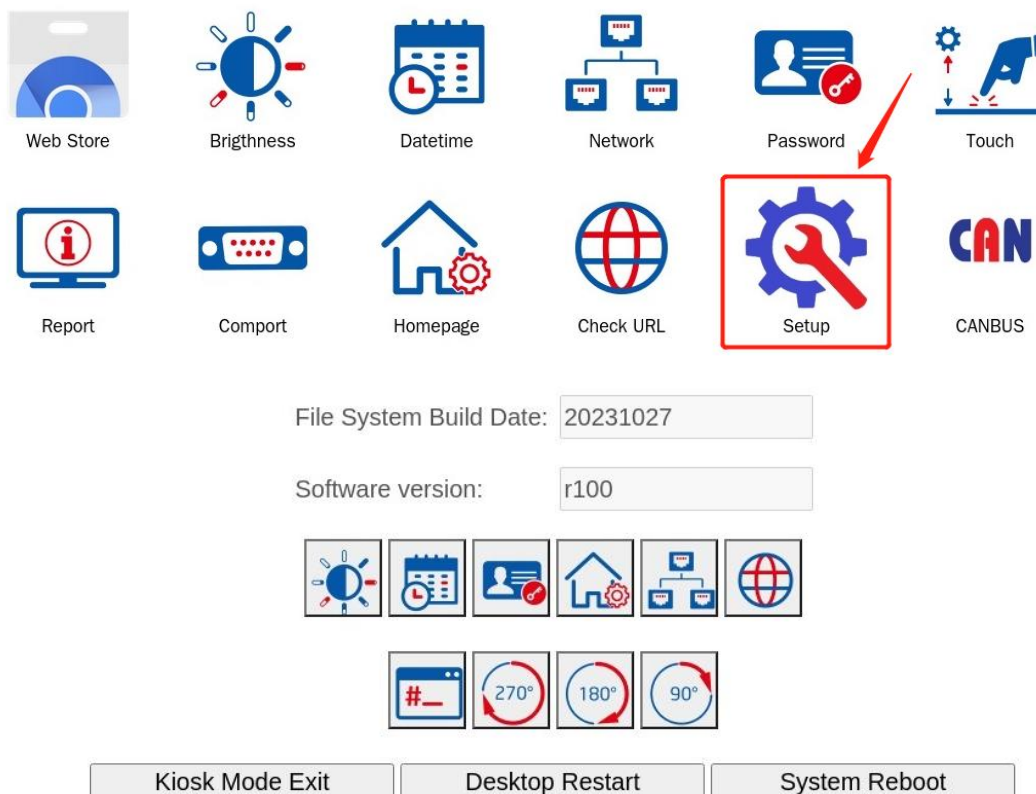 Web Store
Brigthness
Datetime
Network
Password
Touch
CAN
Report
Comport
Homepage
Check URL
Setup
CANBUS
File System Build Date: 20231027
Software version: r100
#_
270°
180°
90°
Kiosk Mode Exit
Desktop Restart
System Reboot